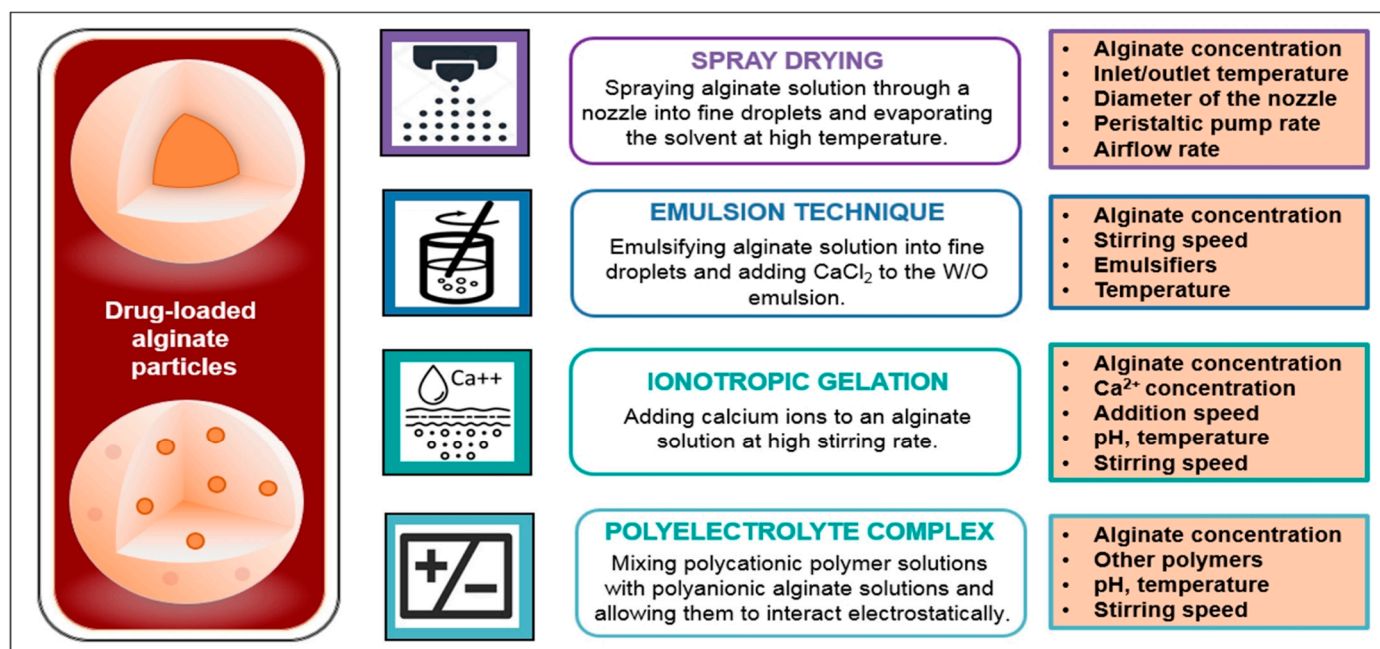 Drug-loaded
alginate
particles
SPRAY DRYING
Spraying alginate solution through a
nozzle into fine droplets and evaporating
the solvent at high temperature.
• Alginate concentration
• Inlet/outlet temperature
• Diameter of the nozzle
• Peristaltic pump rate
• Airflow rate
EMULSION TECHNIQUE
Emulsifying alginate solution into fine
droplets and adding CaCl₂ to the W/O
emulsion.
• Alginate concentration
• Stirring speed
• Emulsifiers
• Temperature
Ca++
IONOTROPIC GELATION
Adding calcium ions to an alginate
solution at high stirring rate.
• Alginate concentration
• Ca²⁺ concentration
• Addition speed
• pH, temperature
• Stirring speed
+/-
POLYELECTROLYTE COMPLEX
Mixing polycationic polymer solutions
with polyanionic alginate solutions and
allowing them to interact electrostatically.
• Alginate concentration
• Other polymers
• pH, temperature
• Stirring speed